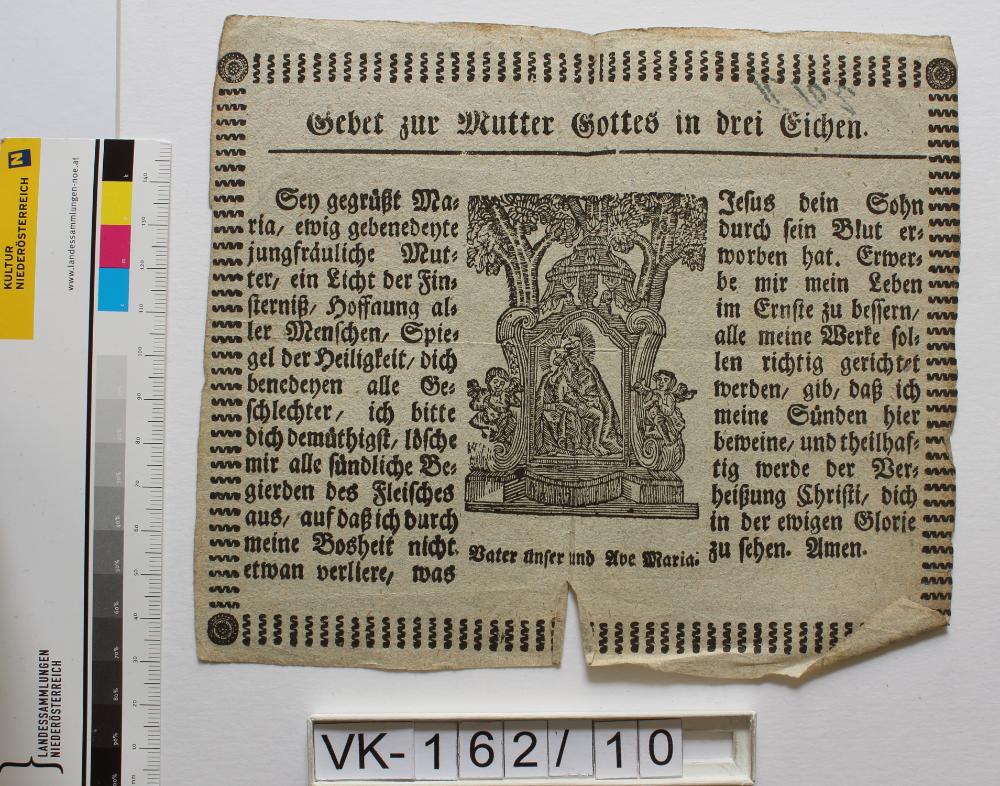 Gebet zur Mutter Gottes in drei Eichen.
Sey gegrüßt Ma⸗
ria/ ewig gebenedeyte
jungfräuliche Mut⸗
ter/ ein Licht der Fin⸗
sterniß/ Hoffaung al⸗
ler Menschen/ Spie⸗
gel der Heiligkeit/ dich
benedeyen alle Ge⸗
schlechter/ ich bitte
dich demüthigst/ lösche
mir alle sündliche Be⸗
gierden des Fleisches
aus/ auf daß ich durch
meine Bosheit nicht
etwan verliere/ was
Vater unser und Ave Maria.
Jesus dein Sohn
durch sein Blut er⸗
worben hat. Erwer⸗
be mir mein Leben
im Ernste zu bessern/
alle meine Werke sol⸗
len richtig gerichtet
werden/ gib/ daß ich
meine Sünden hier
beweine/ und theilhaf⸗
tig werde der Ver⸗
heißung Christi/ dich
in der ewigen Glorie
zu sehen. Amen.
KULTUR
NIEDERÖSTERREICH
N
www.landessammlungen-noe.at
LANDESSAMMLUNGEN
NIEDERÖSTERREICH
VK-162/10